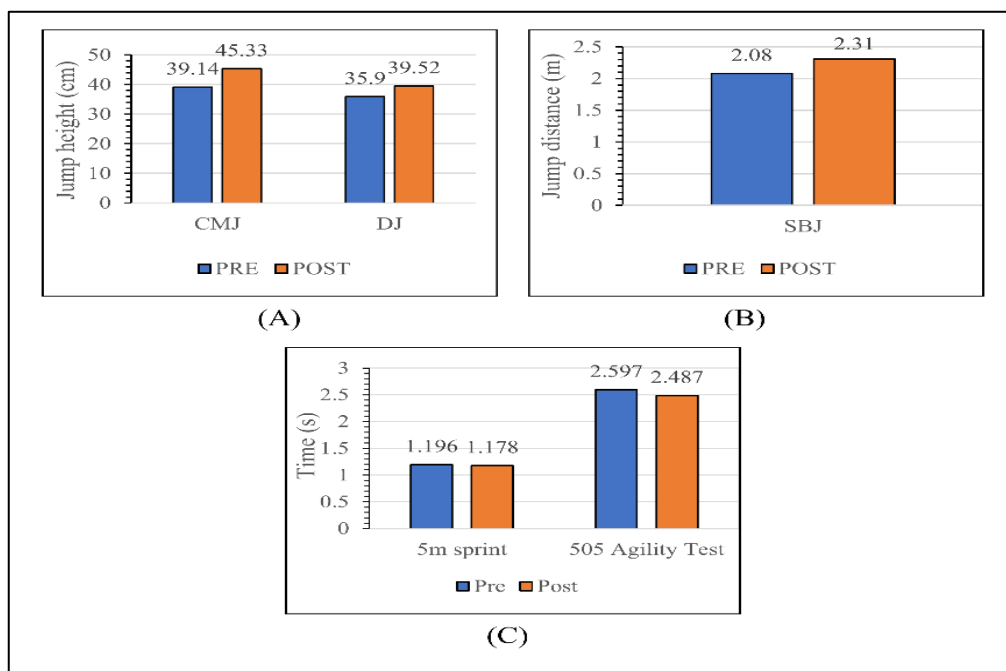 Jump height (cm)
50
40
30
20
10
0
39.14
45.33
35.9
39.52
CMJ
DJ
PRE
POST
(A)
Jump distance (m)
2.5
2
1.5
1
0.5
0
2.08
2.31
SBJ
PRE
POST
(B)
Time (s)
3
2.5
2
1.5
1
0.5
0
1.196
1.178
2.597
2.487
5m sprint
505 Agility Test
Pre
Post
(C)